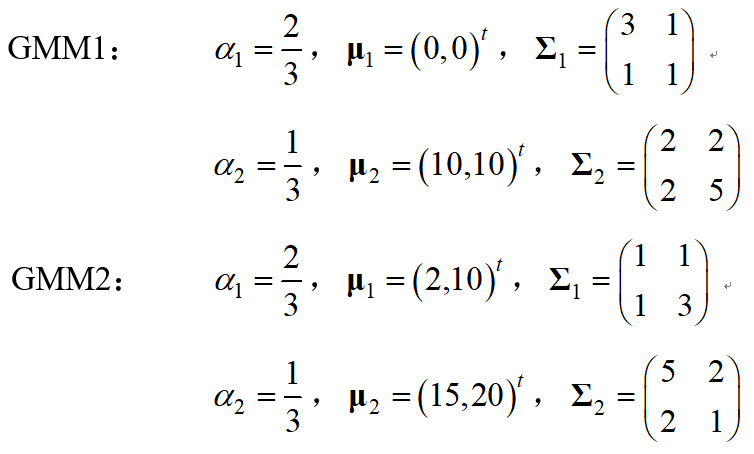 GMM1： α₁ = 2/3 ， μ₁ = (0,0)ᵗ ， Σ₁ = (3 1; 1 1) ↵
α₂ = 1/3 ， μ₂ = (10,10)ᵗ ， Σ₂ = (2 2; 2 5)
GMM2： α₁ = 2/3 ， μ₁ = (2,10)ᵗ ， Σ₁ = (1 1; 1 3) ↵
α₂ = 1/3 ， μ₂ = (15,20)ᵗ ， Σ₂ = (5 2; 2 1)